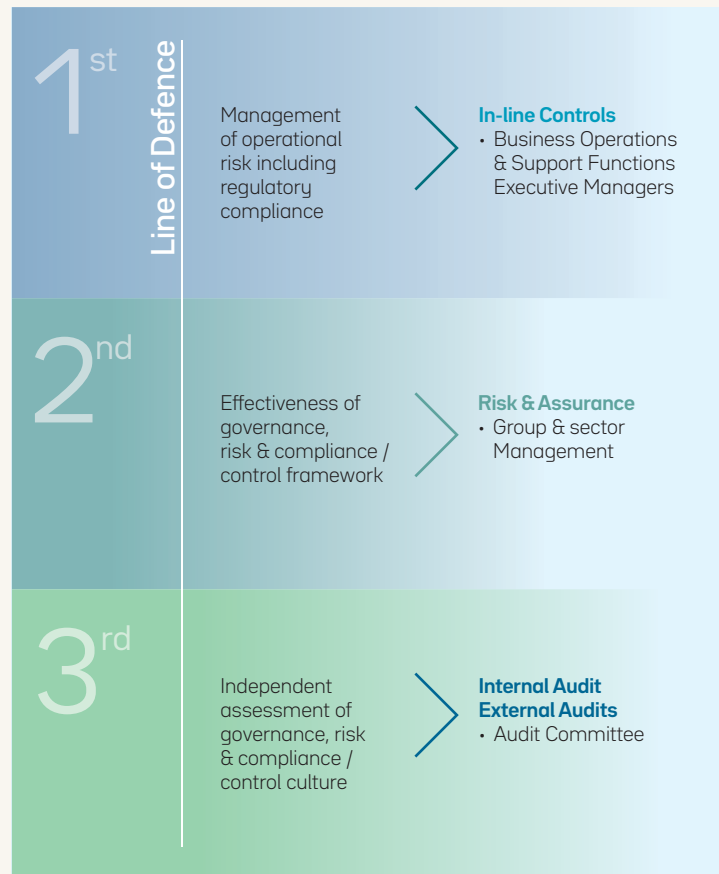 1st
Line of Defence
Management
of operational
risk including
regulatory
compliance
In-line Controls
• Business Operations
& Support Functions
Executive Managers
2nd
Effectiveness of
governance,
risk & compliance /
control framework
Risk & Assurance
• Group & sector
Management
3rd
Independent
assessment of
governance, risk
& compliance /
control culture
Internal Audit
External Audits
• Audit Committee